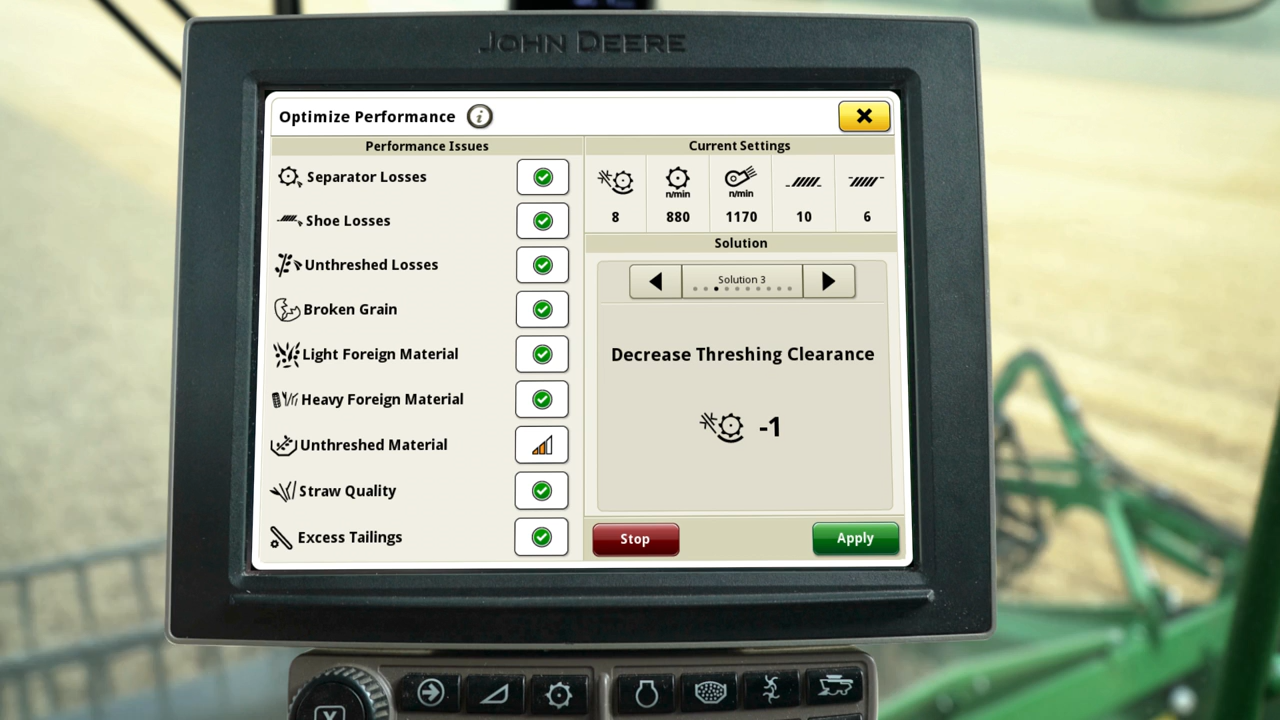 JOHN DEERE
Optimize Performance i
Performance Issues
Separator Losses
Shoe Losses
Unthreshed Losses
Broken Grain
Light Foreign Material
Heavy Foreign Material
Unthreshed Material
Straw Quality
Excess Tailings
Current Settings
n/min n/min
8 880 1170 10 6
Solution
Solution 3
Decrease Threshing Clearance
-1
Stop Apply